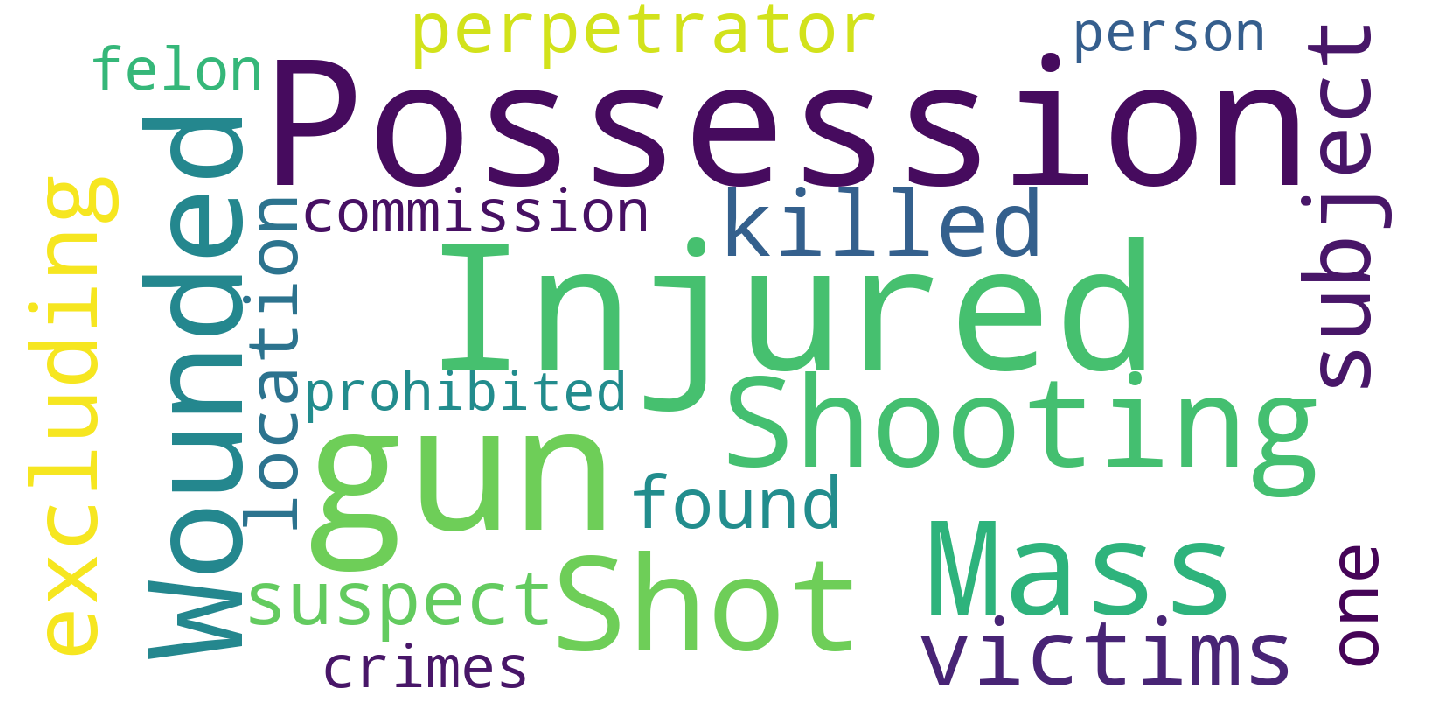 perpetrator
person
felon
Possession
subject
Wounded
excluding
commission
killed
location
Injured
prohibited
Shooting
gun
found
Mass
suspect
Shot
one
victims
crimes